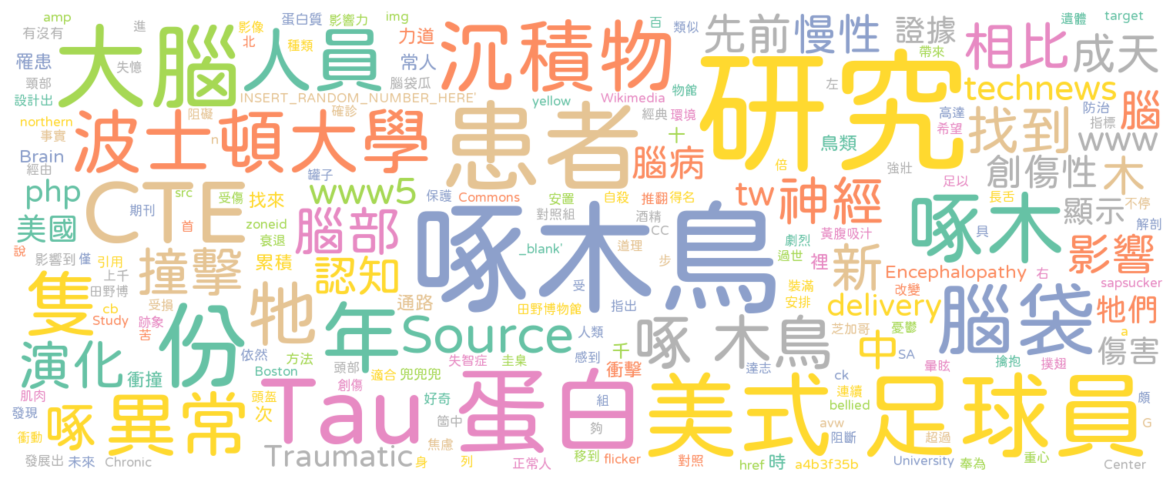 amp 蛋白質 影響力 img
有沒有 進 影像 北 種類 力道
罹患 大腦 人員 常人 沉積物 先前 慢性 證據 相比 成天
類似 百 遺體 target 帶來
頸部 失憶 腦袋瓜 物館 研究 technews
設計出 INSERT_RANDOM_NUMBER_HERE' yellow Wikimedia 左 高達 防治 腦
northern 阻礙 確診 經典 環境 希望 指標
事實 波士頓大學 患者 十 鳥類 找到 www
Brain n 腦病 倍 強壯 創傷性 木
經由 罐子 保護 Commons 安置 自殺 推翻 得名 足以 長舌 不停
php CTE src 受傷 找來 www5 對照組 酒精 tw 神經 啄木 顯示
期刊 首 zoneid CC 黃腹吸汁 具 解剖
美國 衰退 腦部 啄木鳥 _blank' 道理 劇烈 過世 裡 新 影響
說 影響到 僅 引用 撞擊 累積 認知 受 步 Encephalopathy 右
上千 田野博 牠 裝滿 改變 sapsucker
隻 cb 受損 通路 田野博物館 指出 安排 delivery 腦袋 牠們
Study 跡象 份 年 Source 人類 千 啄 木鳥 芝加哥 憂鬱 a
苦 演化 依然 方法 失智症 圭臬 感到 衝擊 達志 中 SA 暈眩 擒抱 撲翅 傷害
衝撞 Boston 頭部
肌肉 創傷 適合 兜兜兜 ck 連續 頗
發現 啄 異常 頭蓋 次 Tau 好奇 蛋白 組 美式足球員 bellied
衝動 箇中 夠 avw 阻斷 超過 G
Traumatic 焦慮 移到 flicker 對照 重心
發展出 未來 Chronic 身 列 正常人 href 時 a4b3f35b University 奉為 Center